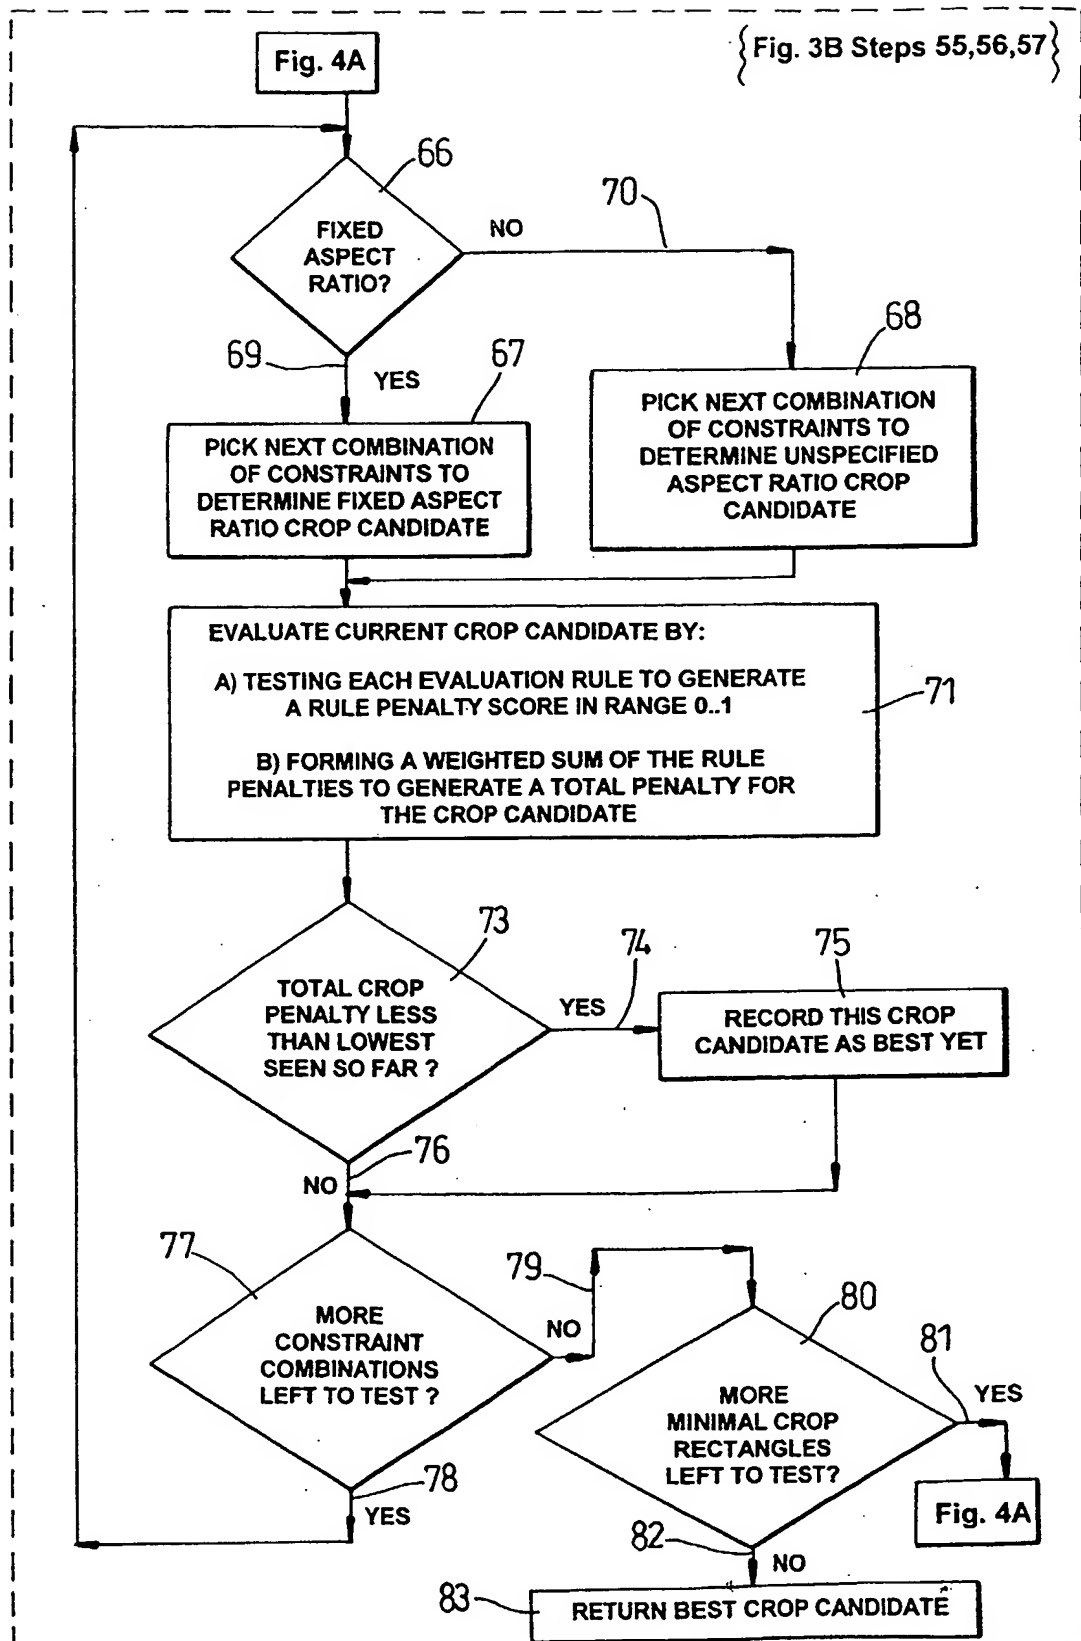 Fig. 4A
{Fig. 3B Steps 55,56,57}
66
FIXED
ASPECT
RATIO?
NO
70
69
YES
67
68
PICK NEXT COMBINATION
OF CONSTRAINTS TO
DETERMINE FIXED ASPECT
RATIO CROP CANDIDATE
PICK NEXT COMBINATION
OF CONSTRAINTS TO
DETERMINE UNSPECIFIED
ASPECT RATIO CROP
CANDIDATE
EVALUATE CURRENT CROP CANDIDATE BY:
A) TESTING EACH EVALUATION RULE TO GENERATE
A RULE PENALTY SCORE IN RANGE 0..1
B) FORMING A WEIGHTED SUM OF THE RULE
PENALTIES TO GENERATE A TOTAL PENALTY FOR
THE CROP CANDIDATE
71
73
TOTAL CROP
PENALTY LESS
THAN LOWEST
SEEN SO FAR ?
74
YES
75
RECORD THIS CROP
CANDIDATE AS BEST YET
76
NO
77
MORE
CONSTRAINT
COMBINATIONS
LEFT TO TEST ?
79
NO
78
YES
80
MORE
MINIMAL CROP
RECTANGLES
LEFT TO TEST?
81
YES
Fig. 4A
82
NO
83
RETURN BEST CROP CANDIDATE